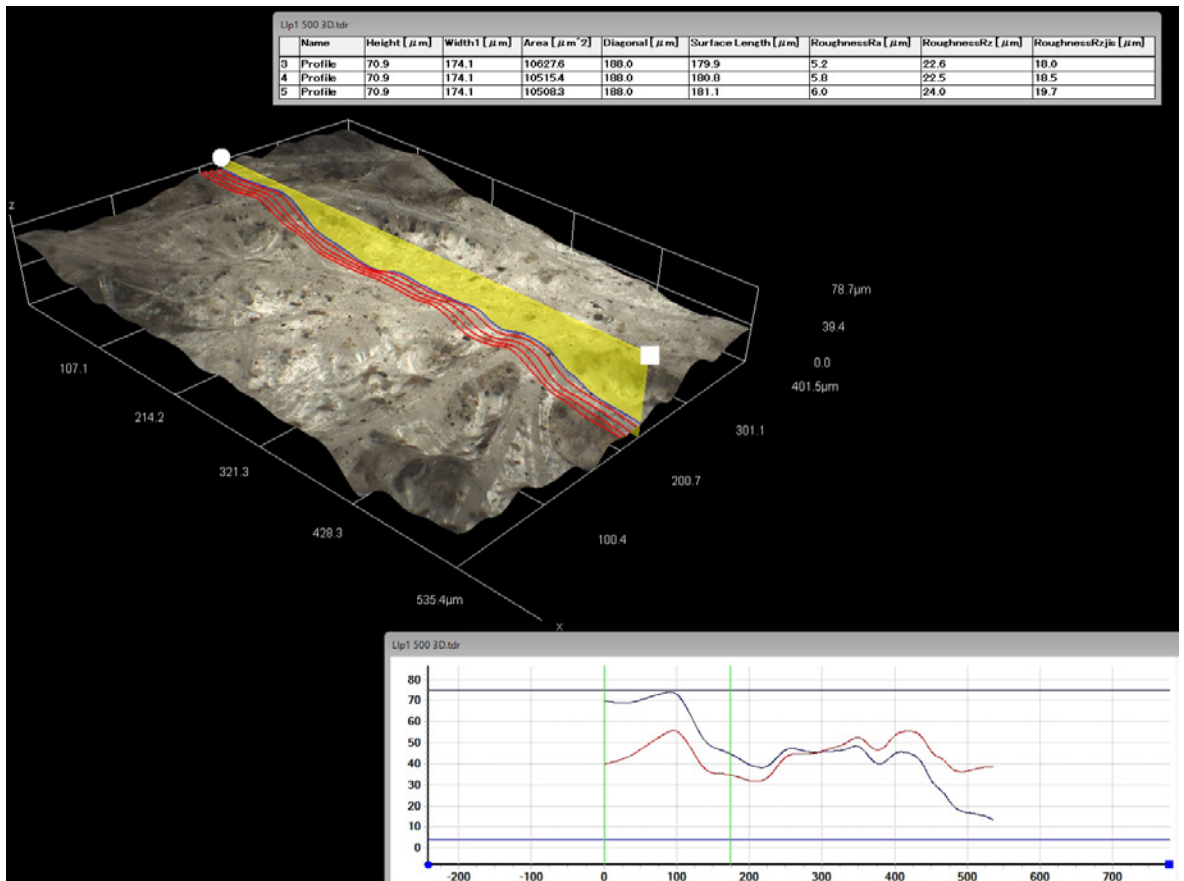 Llp1 500 3D.tdr
Name Height [μm] Width1 [μm] Area [μm^2] Diagonal [μm] Surface Length [μm] RoughnessRa [μm] RoughnessRz [μm] RoughnessRzjis [μm]
3 Profile 70.9 174.1 10627.6 188.0 179.9 5.2 22.6 18.0
4 Profile 70.9 174.1 10515.4 188.0 180.8 5.8 22.5 18.5
5 Profile 70.9 174.1 10508.3 188.0 181.1 6.0 24.0 19.7
z
78.7μm
39.4
0.0
401.5μm
107.1
301.1
214.2
321.3
200.7
428.3
100.4
535.4μm
x
Llp1 500 3D.tdr
80
70
60
50
40
30
20
10
0
-200 -100 0 100 200 300 400 500 600 700